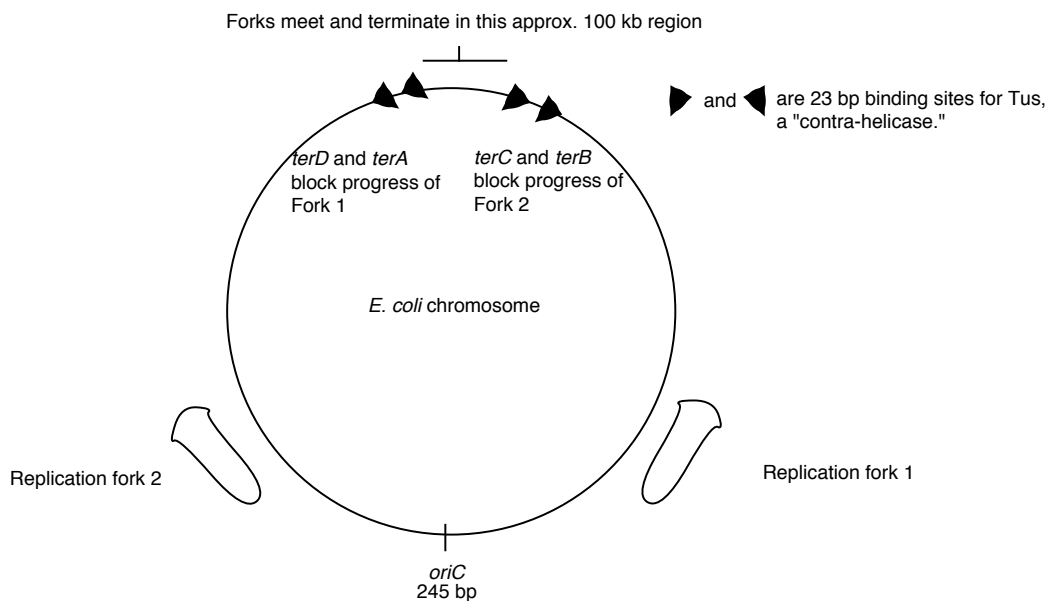 Forks meet and terminate in this approx. 100 kb region
and
are 23 bp binding sites for Tus,
a "contra-helicase."
terD and terA
block progress of
Fork 1
terC and terB
block progress of
Fork 2
E. coli chromosome
Replication fork 2
Replication fork 1
oriC
245 bp